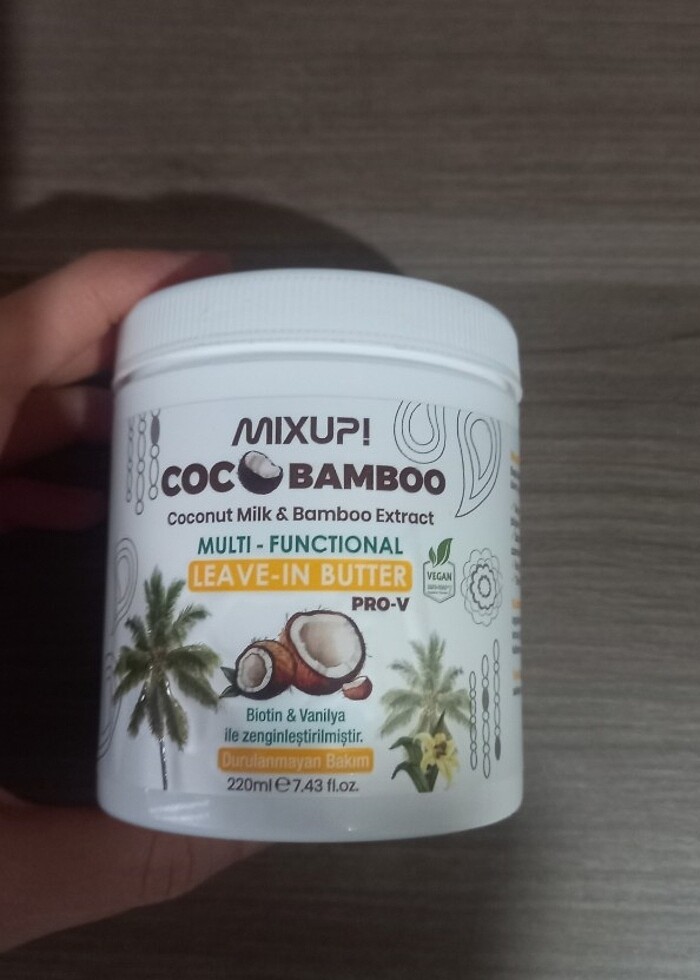 MIXUP!
COCO BAMBOO
Coconut Milk & Bamboo Extract
MULTI - FUNCTIONAL
LEAVE-IN BUTTER
PRO-V
VEGAN
Biotin & Vanilya
ile zenginleştirilmiştir.
Durulanmayan Bakım
220ml ℮ 7.43 fl.oz.